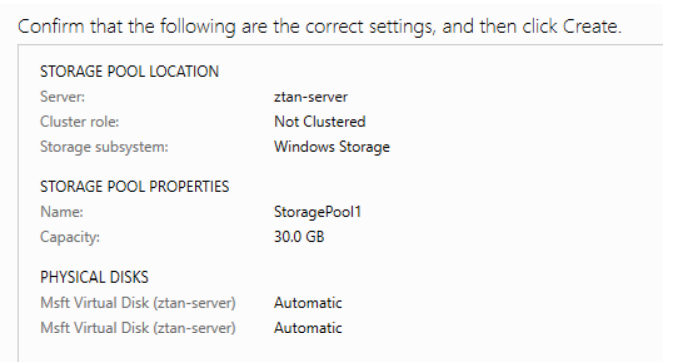 Confirm that the following are the correct settings, and then click Create.
STORAGE POOL LOCATION
Server: ztan-server
Cluster role: Not Clustered
Storage subsystem: Windows Storage
STORAGE POOL PROPERTIES
Name: StoragePool1
Capacity: 30.0 GB
PHYSICAL DISKS
Msft Virtual Disk (ztan-server) Automatic
Msft Virtual Disk (ztan-server) Automatic